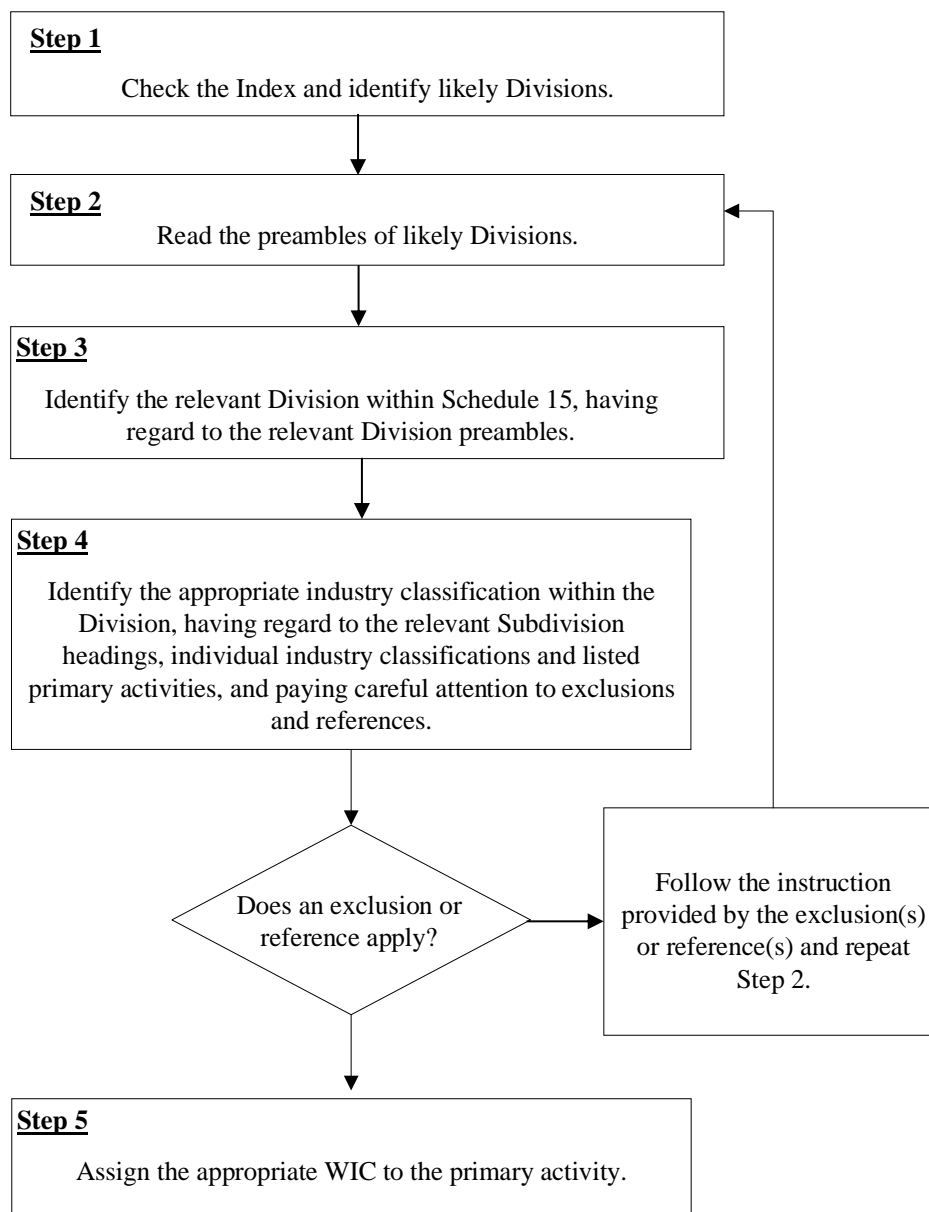 Step 1
Check the Index and identify likely Divisions.
Step 2
Read the preambles of likely Divisions.
Step 3
Identify the relevant Division within Schedule 15, having
regard to the relevant Division preambles.
Step 4
Identify the appropriate industry classification within the
Division, having regard to the relevant Subdivision
headings, individual industry classifications and listed
primary activities, and paying careful attention to exclusions
and references.
Does an exclusion or
reference apply?
Follow the instruction
provided by the exclusion(s)
or reference(s) and repeat
Step 2.
Step 5
Assign the appropriate WIC to the primary activity.